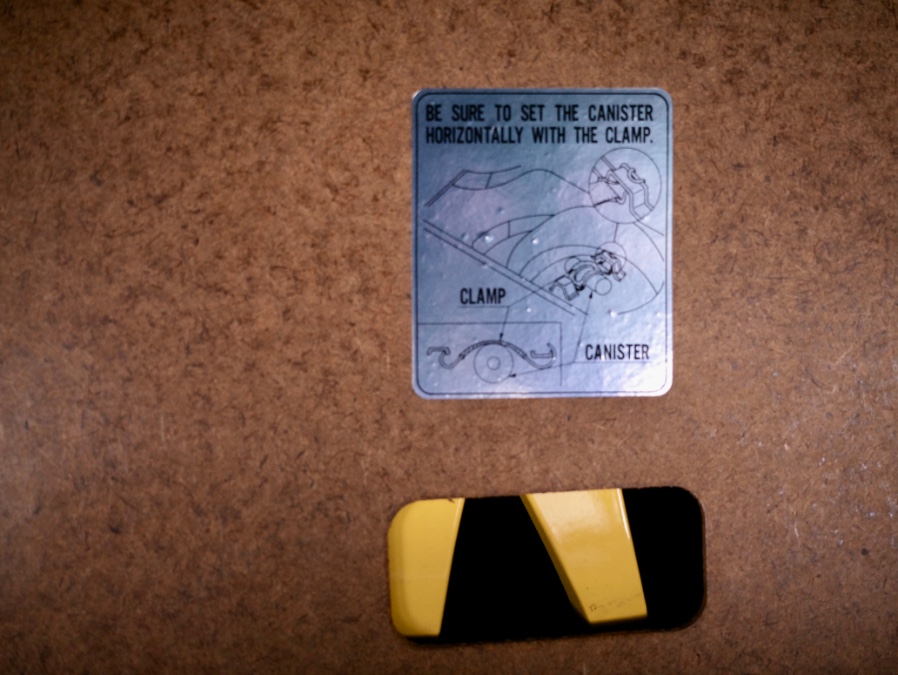 BE SURE TO SET THE CANISTER
HORIZONTALLY WITH THE CLAMP.
CLAMP
CANISTER